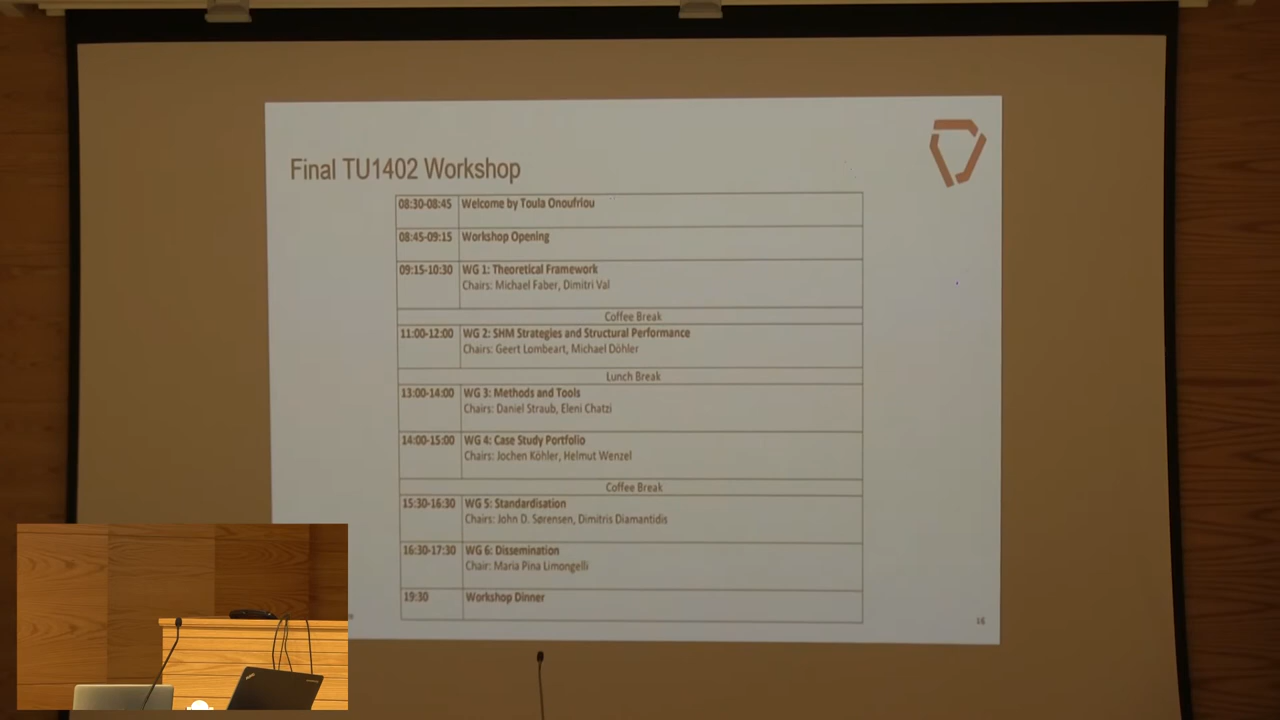 Final TU1402 Workshop
08:30-08:45 Welcome by Toula Onoufriou
08:45-09:15 Workshop Opening
09:15-10:30 WG 1: Theoretical Framework
Chairs: Michael Faber, Dimitri Val
Coffee Break
11:00-12:00 WG 2: SHM Strategies and Structural Performance
Chairs: Geert Lombeart, Michael Döhler
Lunch Break
13:00-14:00 WG 3: Methods and Tools
Chairs: Daniel Straub, Eleni Chatzi
14:00-15:00 WG 4: Case Study Portfolio
Chairs: Jochen Köhler, Helmut Wenzel
Coffee Break
15:30-16:30 WG 5: Standardisation
Chairs: John D. Sørensen, Dimitris Diamantidis
16:30-17:30 WG 6: Dissemination
Chair: Maria Pina Limongelli
19:30 Workshop Dinner
16